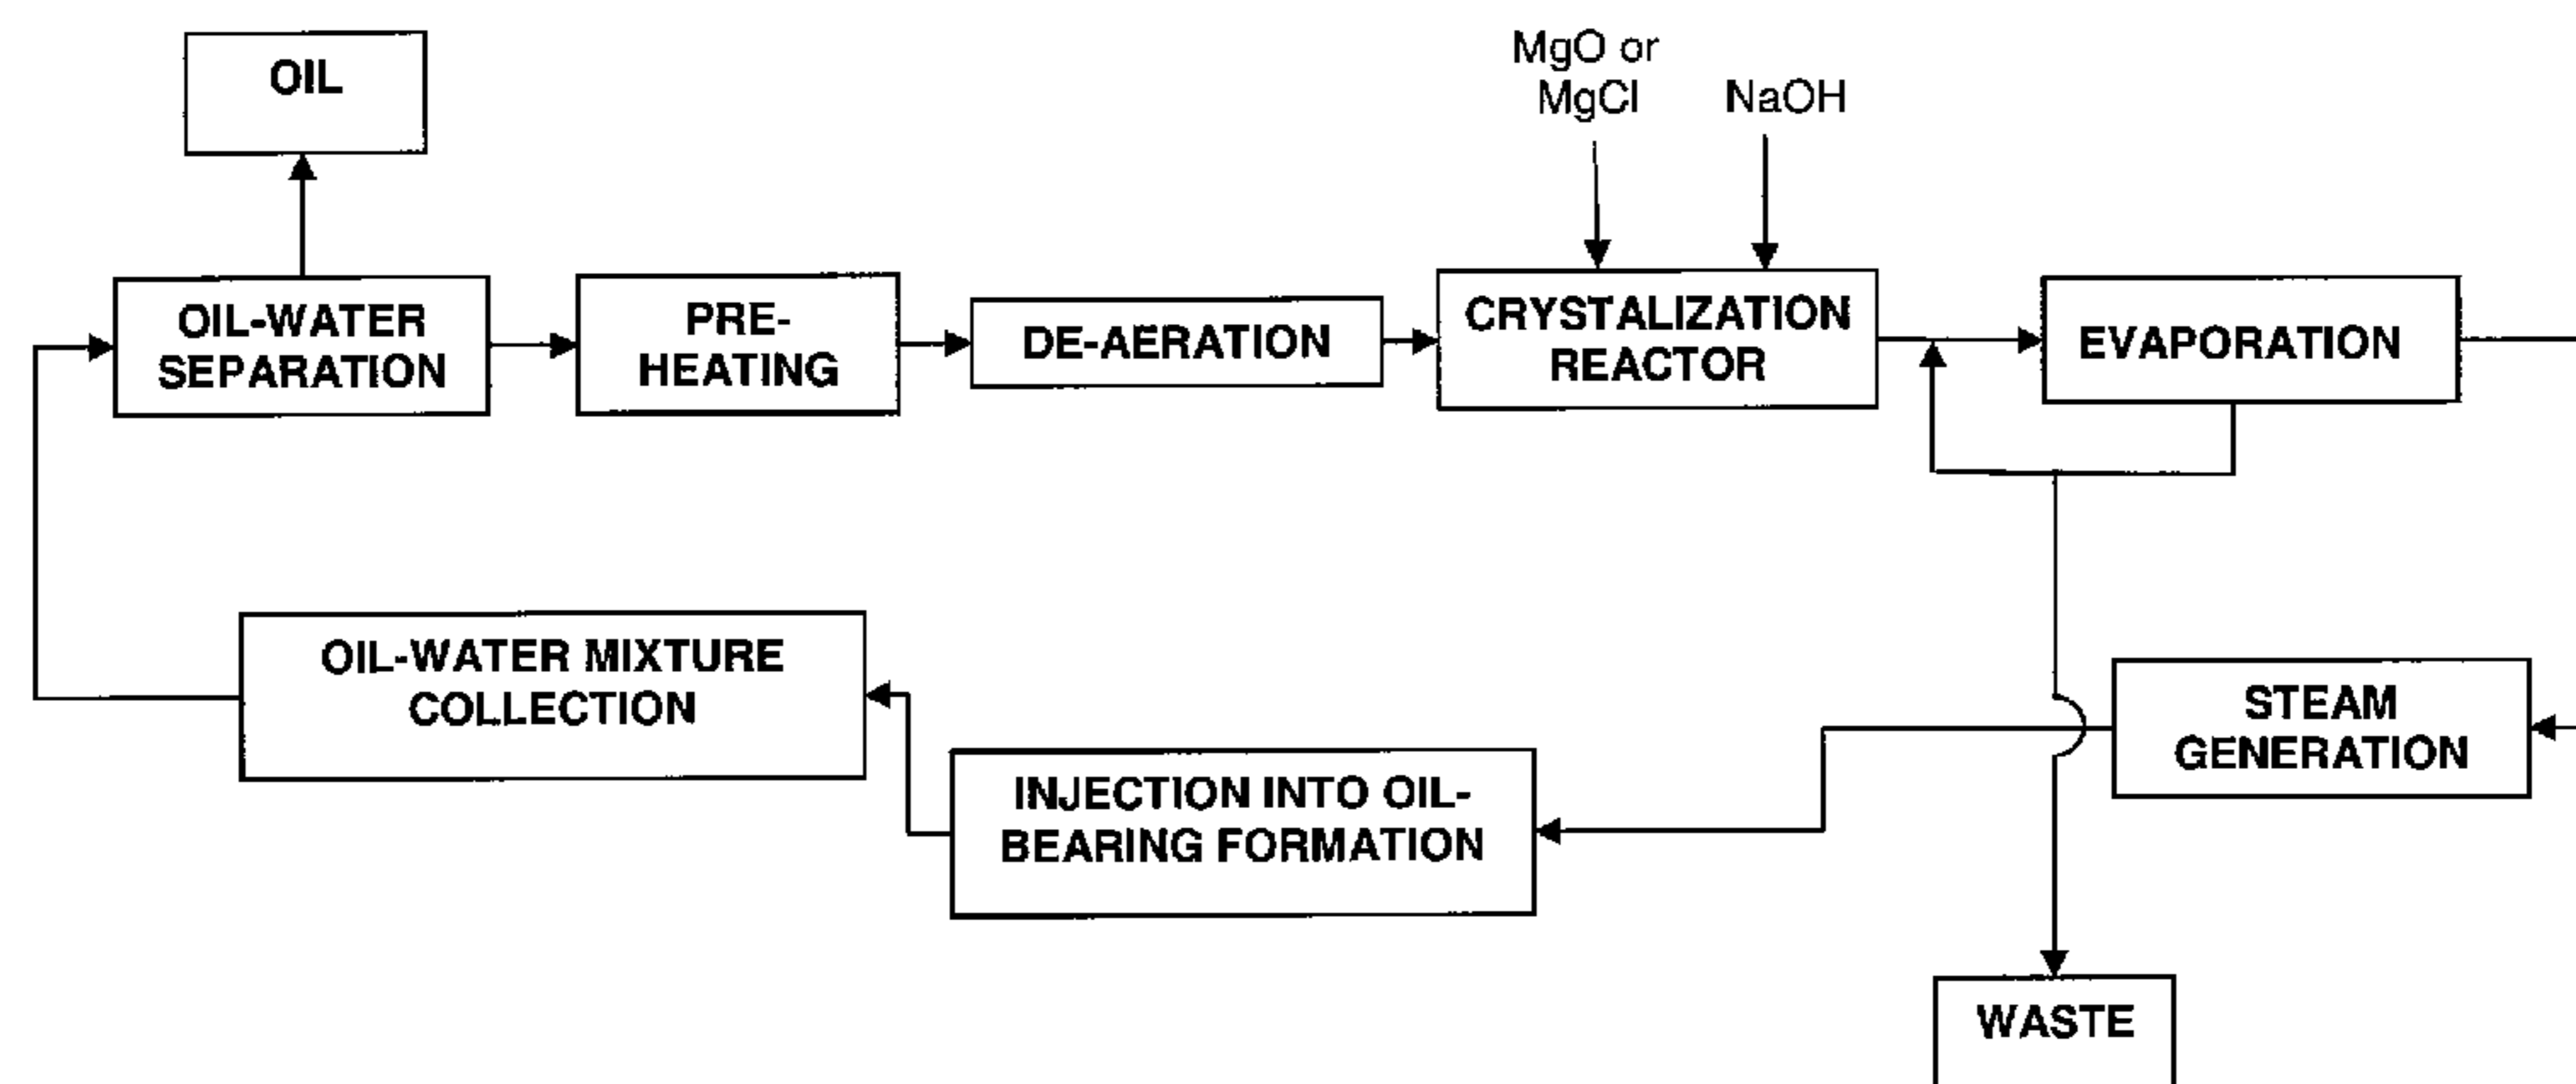 OIL
MgO or
MgCl
NaOH
OIL-WATER
SEPARATION
PRE-
HEATING
DE-AERATION
CRYSTALIZATION
REACTOR
EVAPORATION
OIL-WATER MIXTURE
COLLECTION
INJECTION INTO OIL-
BEARING FORMATION
STEAM
GENERATION
WASTE